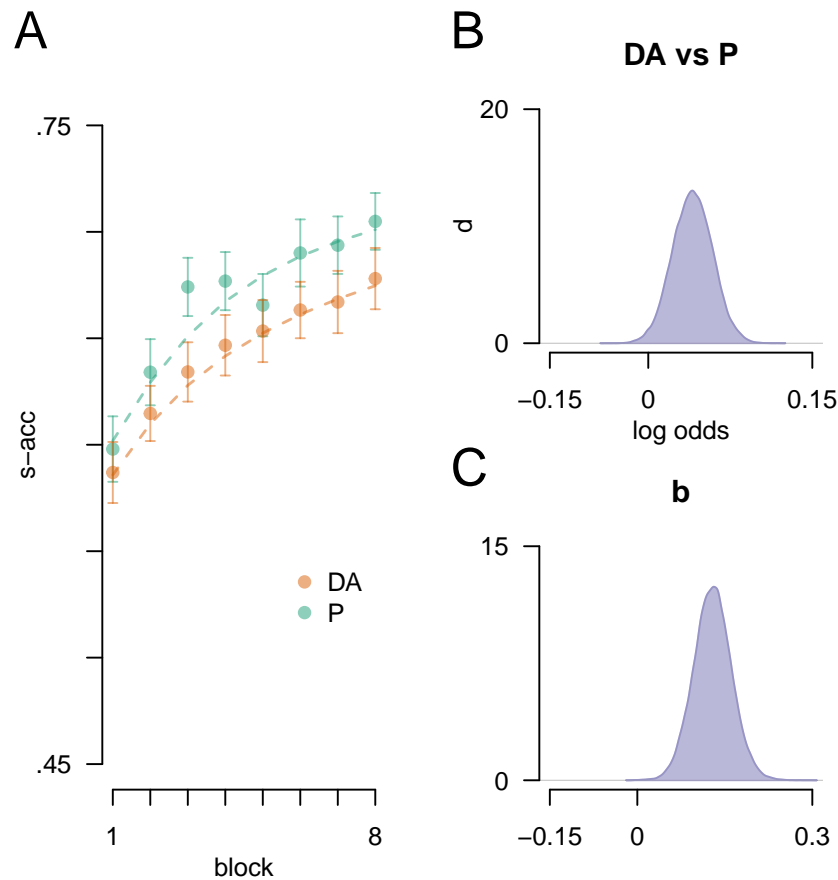 A
.75
s−acc
.45
DA
P
1
8
block
B
DA vs P
20
d
0
−0.15
0
0.15
log odds
C
b
15
0
−0.15
0
0.3